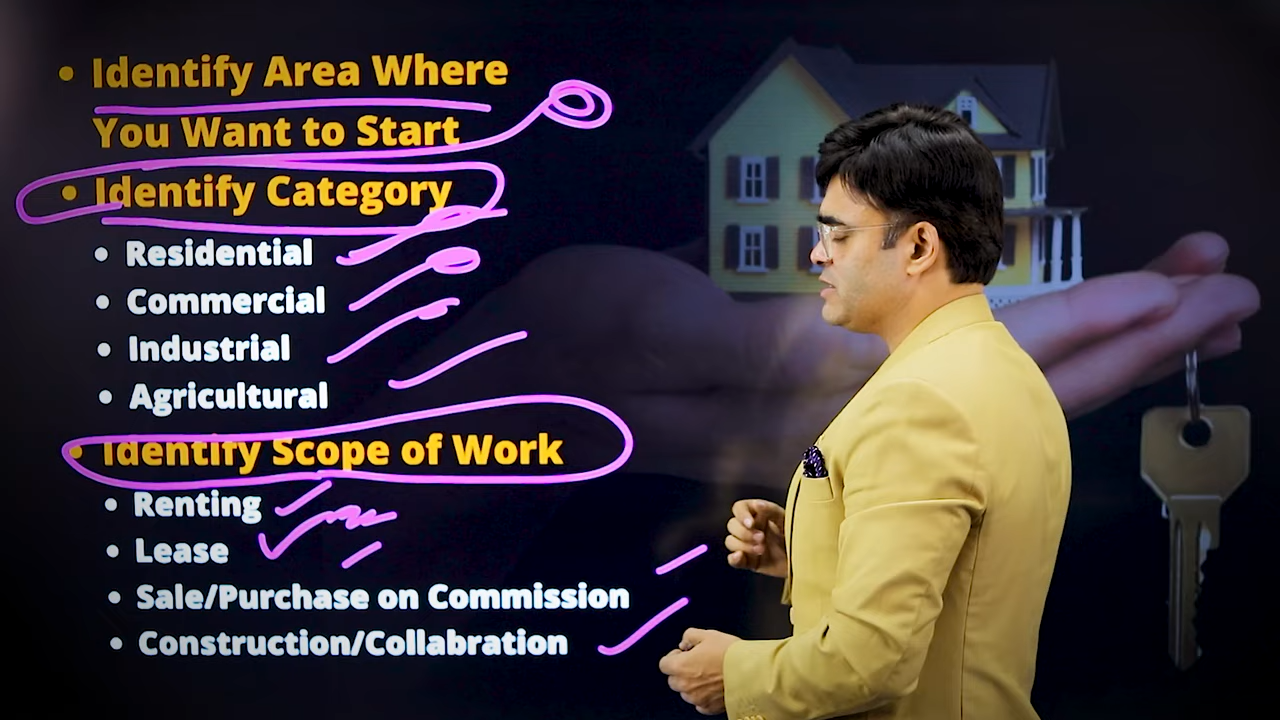 • Identify Area Where
You Want to Start
• Identify Category
• Residential
• Commercial
• Industrial
• Agricultural
• Identify Scope of Work
• Renting
• Lease
• Sale/Purchase on Commission
• Construction/Collabration